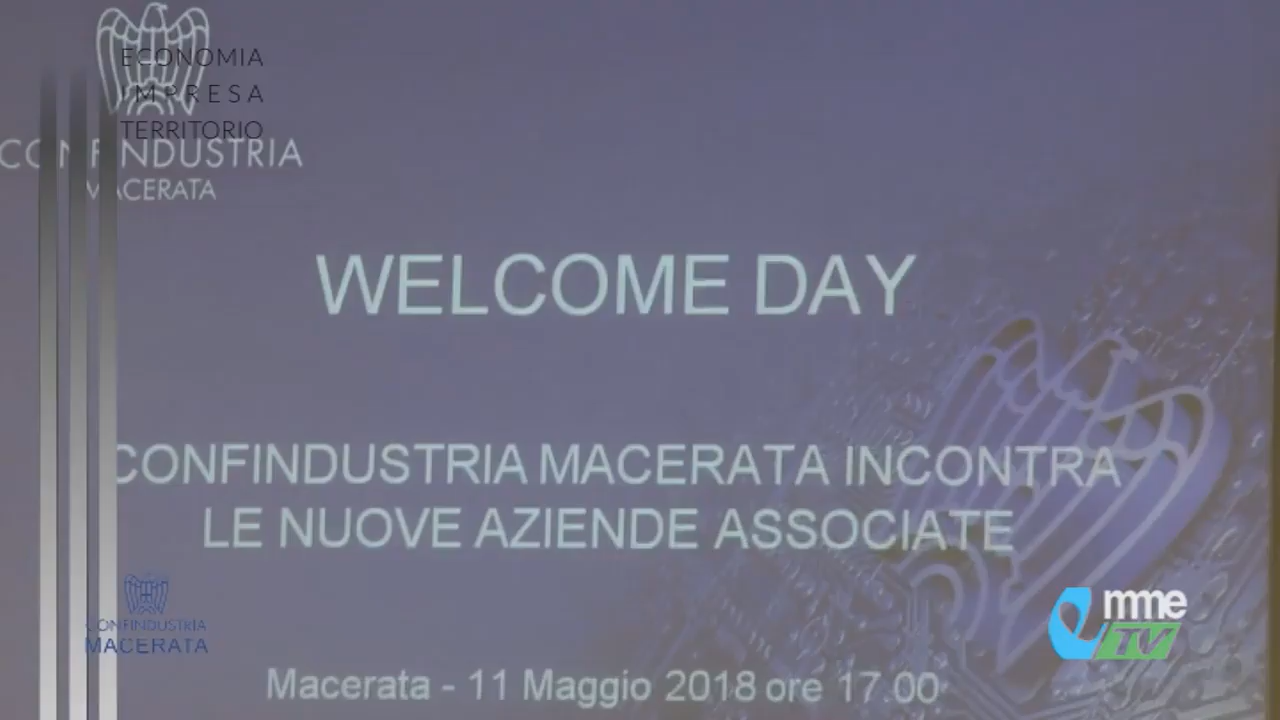 ECONOMIA
IMPRESA
TERRITORIO
CONFINDUSTRIA
MACERATA
WELCOME DAY
CONFINDUSTRIA MACERATA INCONTRA
LE NUOVE AZIENDE ASSOCIATE
CONFINDUSTRIA
MACERATA
emme
TV
Macerata - 11 Maggio 2018 ore 17.00